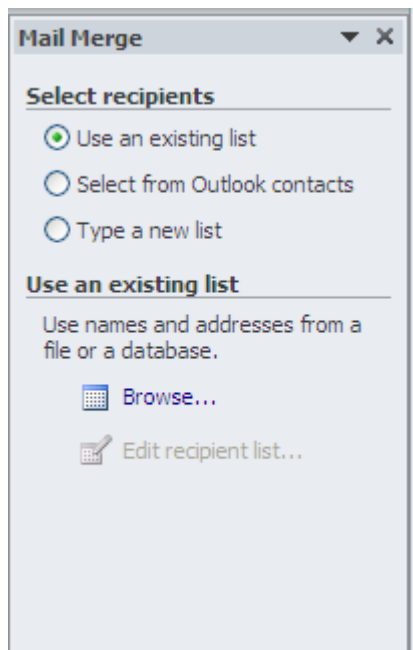 Mail Merge
Select recipients
Use an existing list
Select from Outlook contacts
Type a new list
Use an existing list
Use names and addresses from a
file or a database.
Browse...
Edit recipient list...